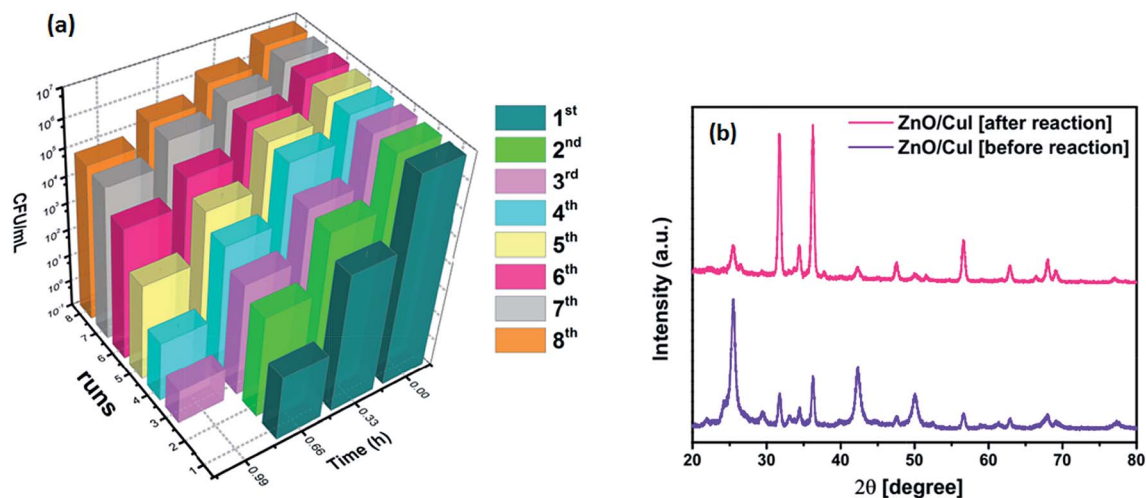 (a)
10⁷
10⁶
10⁵
10⁴
10³
10²
10¹
10⁰
10⁻¹
CFU/mL
8
7
6
5
4
3
2
1
runs
0.99
0.66
0.33
0.00
Time (h)
1st
2nd
3rd
4th
5th
6th
7th
8th
(b)
ZnO/CuI [after reaction]
ZnO/CuI [before reaction]
Intensity (a.u.)
20 30 40 50 60 70 80
2θ [degree]